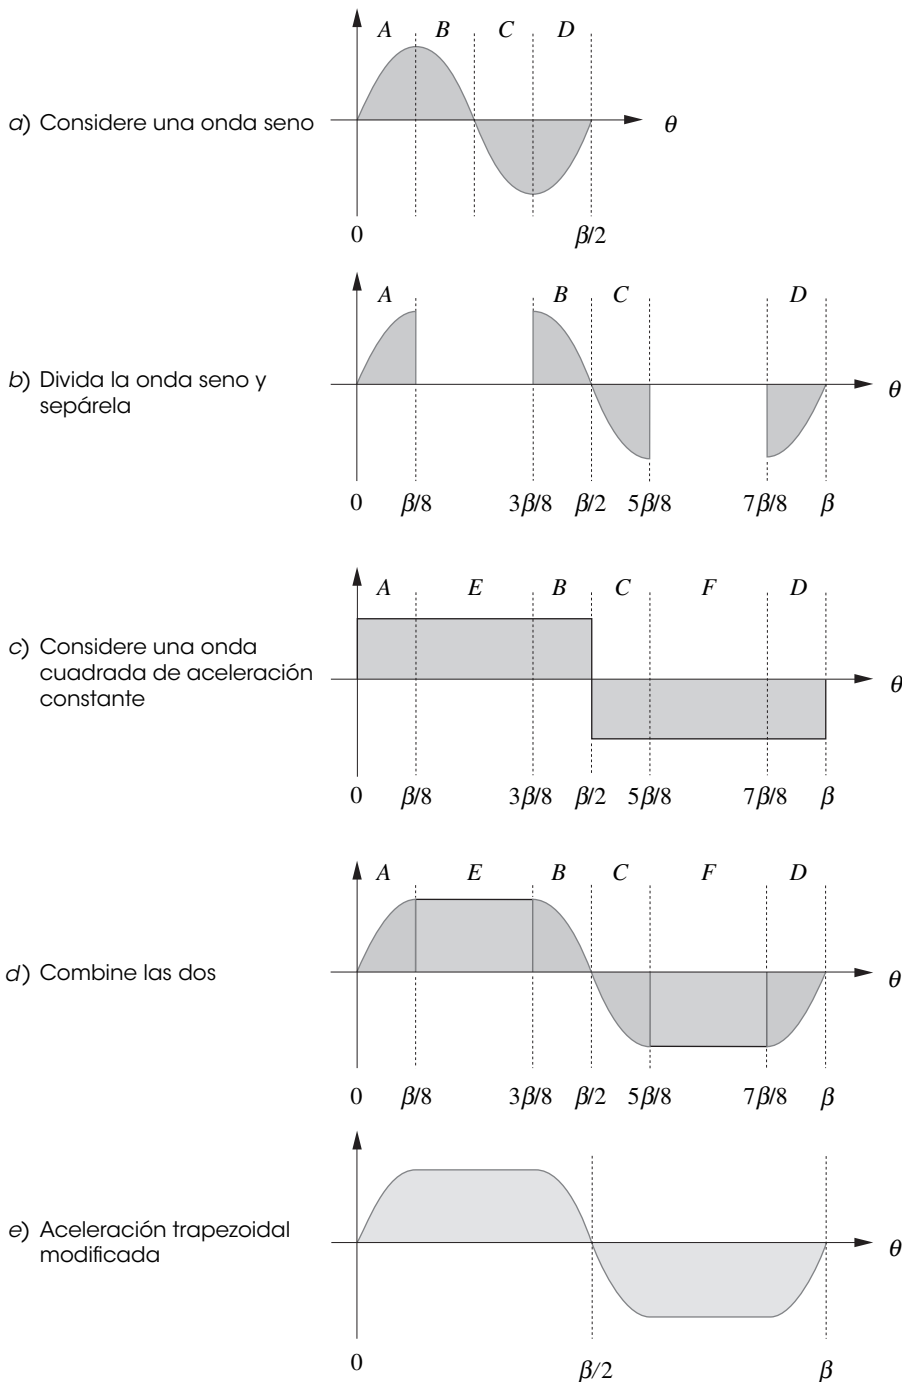 A B C D
a) Considere una onda seno
θ
0 β/2
A B C D
b) Divida la onda seno y
sepárela
θ
0 β/8 3β/8 β/2 5β/8 7β/8 β
A E B C F D
c) Considere una onda
cuadrada de aceleración
constante
θ
0 β/8 3β/8 β/2 5β/8 7β/8 β
A E B C F D
d) Combine las dos
θ
0 β/8 3β/8 β/2 5β/8 7β/8 β
e) Aceleración trapezoidal
modificada
θ
0 β/2 β